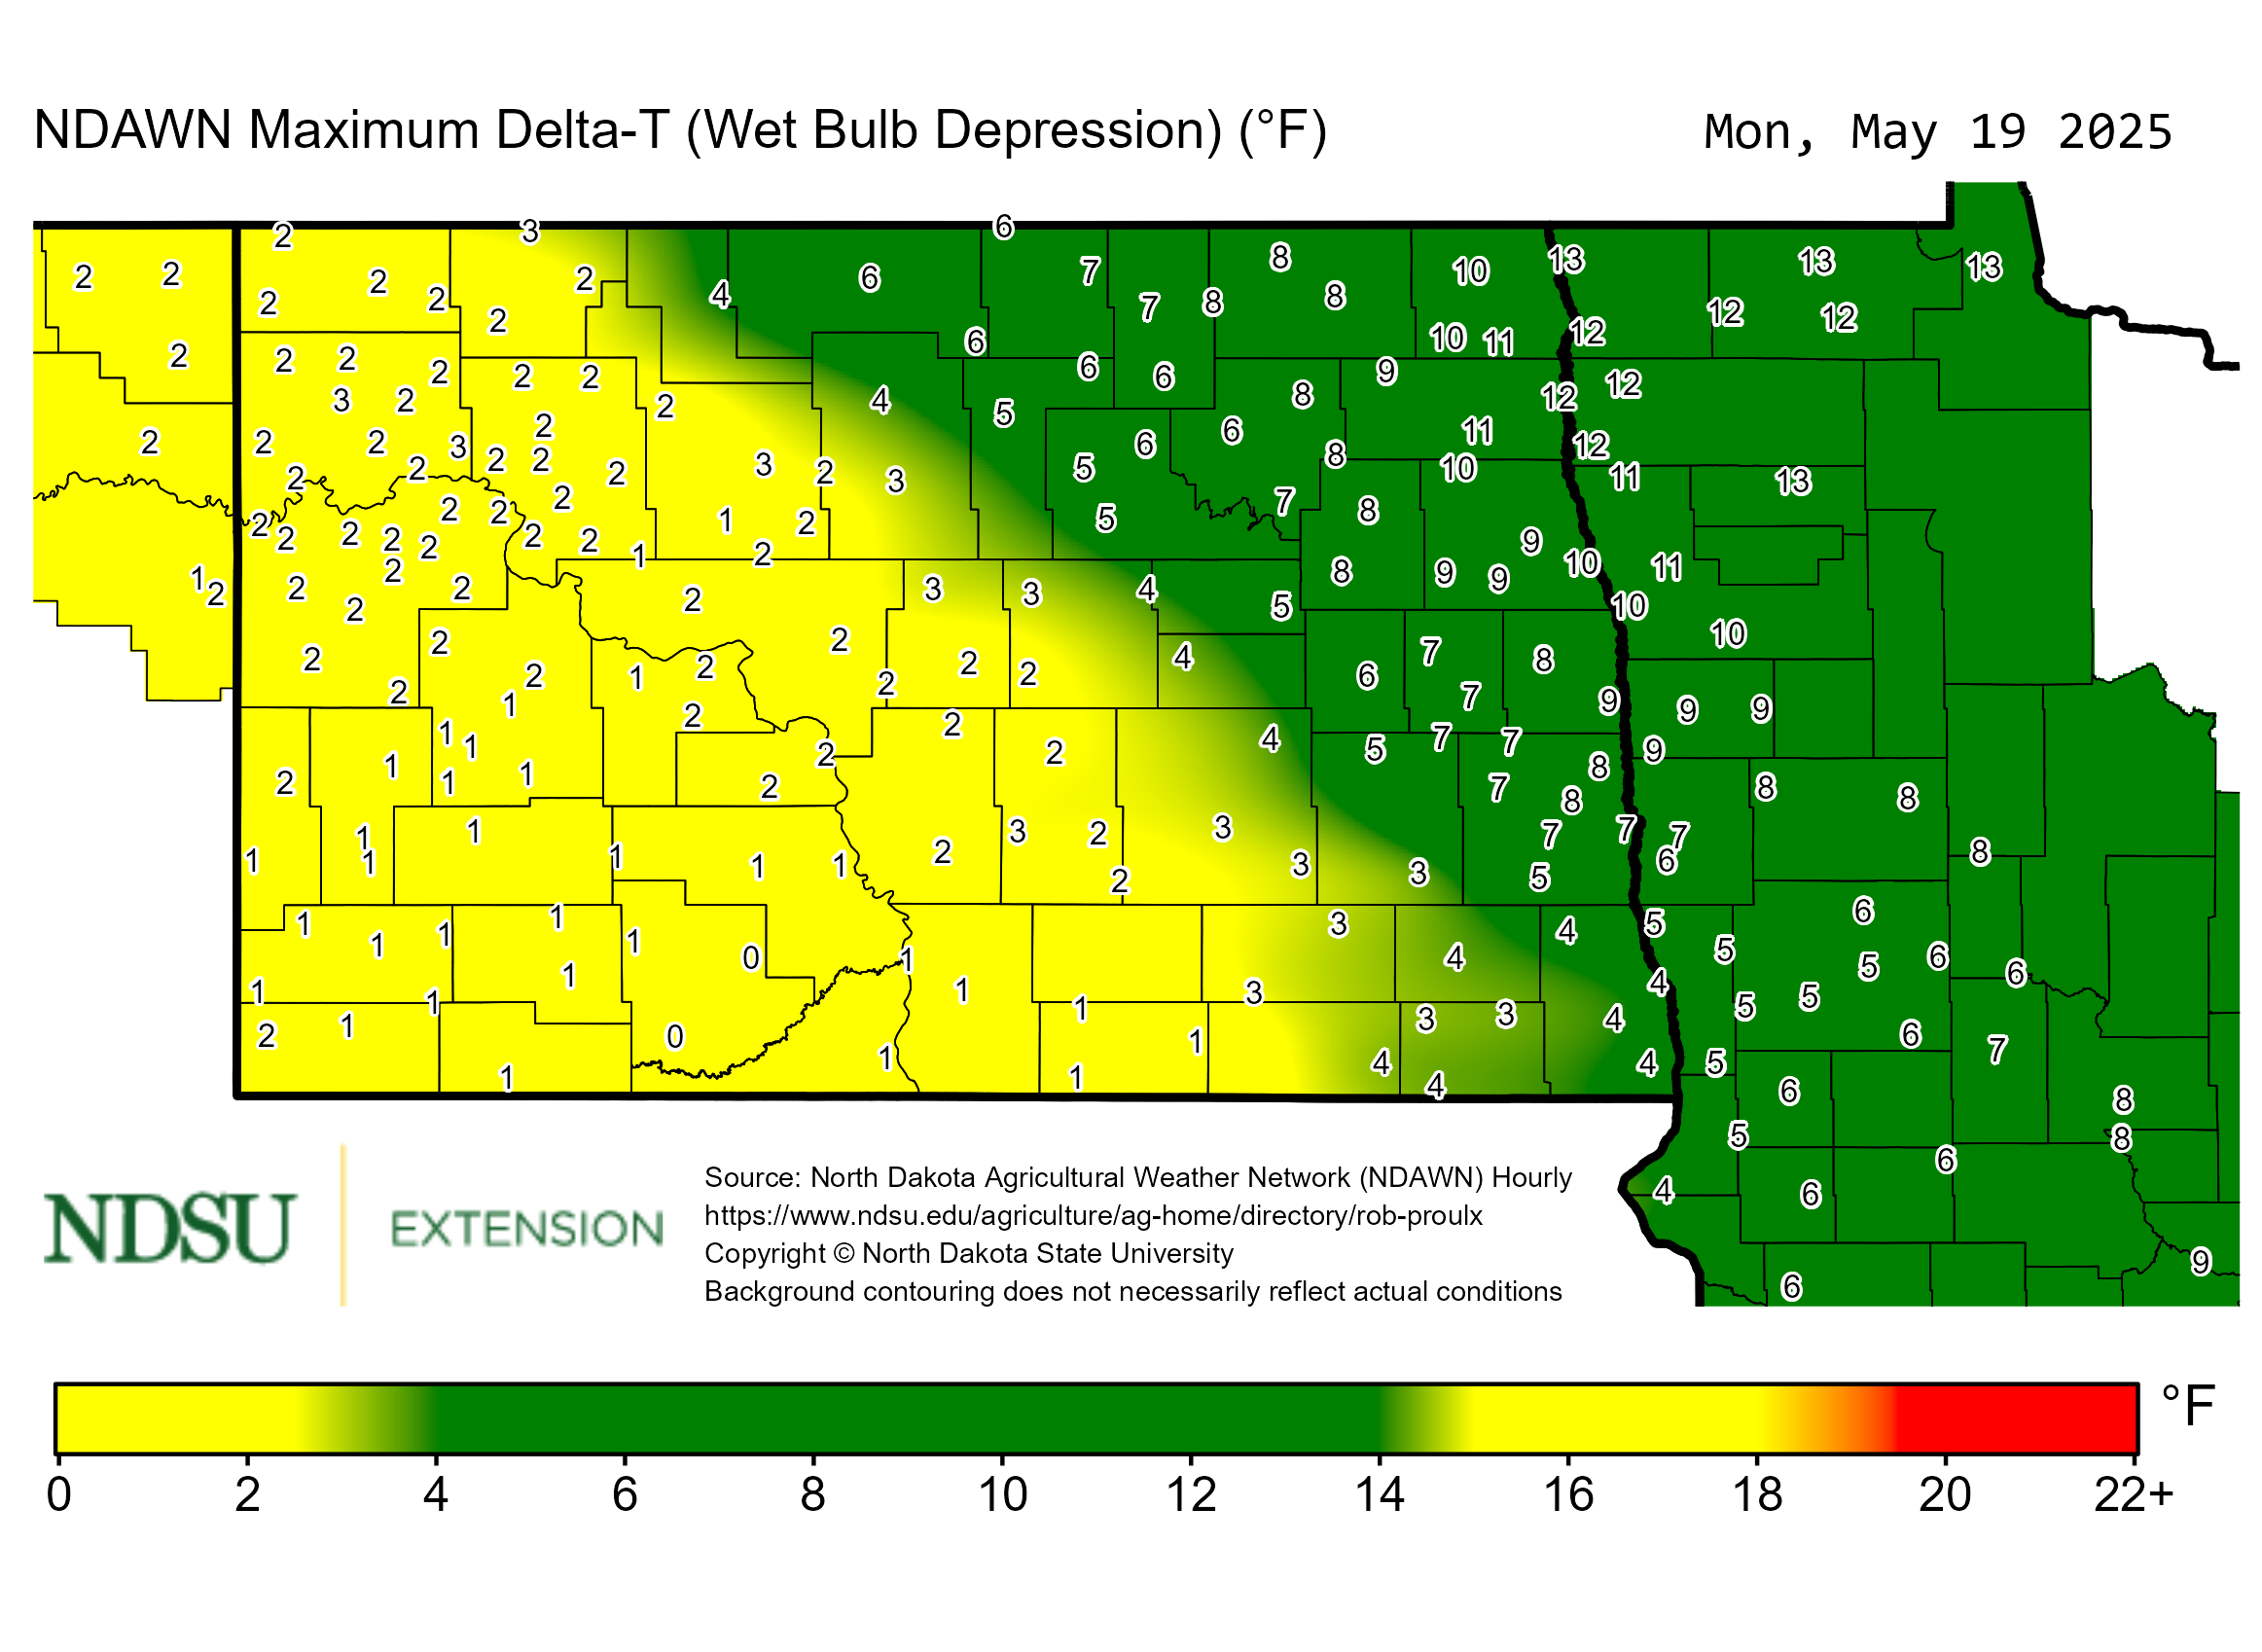 NDAWN Maximum Delta-T (Wet Bulb Depression) (°F) Mon, May 19 2025
2 3 6
2 2 2 2 6 7 8 10 13 13 13
2 2 4 7 8 8
2 6 10 11 12 12 12
2 2 2 2 2 2 6 6 9 12 12
3 2 2 4 5 8
2 2 2 3 2 6 6 11 12
2 2 2 2 2 3 2 3 5 8 10 11 13
2 2 2 2 1 2 5 7 8
2 2 2 2 2 2 2 1 2 9 10 11
1 2 2 2 2 2 3 3 4 5 8 9 9 10
2 2 2 2 2 4 7 8 10
2 2 1 2 1 2 2 2 2 6 7 9 9 9
1 1 2 2 2 2 4 5 7 7 9
2 1 1 1 2 7 8 8 8 8
1 1 1 1 1 1 1 2 3 2 3 3 7 5 7 7 6 8
2 3
1 1 1 1 1 0 1 3 4 4 5 5 6 5 6 6
1 1 1 1 3 4 5 5
2 1 0 1 1 1 3 3 4 6 7
1 1 4 4 4 5 6 8
5 8
4 6 6
9
6
NDSU EXTENSION
Source: North Dakota Agricultural Weather Network (NDAWN) Hourly
https://www.ndsu.edu/agriculture/ag-home/directory/rob-proulx
Copyright © North Dakota State University
Background contouring does not necessarily reflect actual conditions
°F
0 2 4 6 8 10 12 14 16 18 20 22+